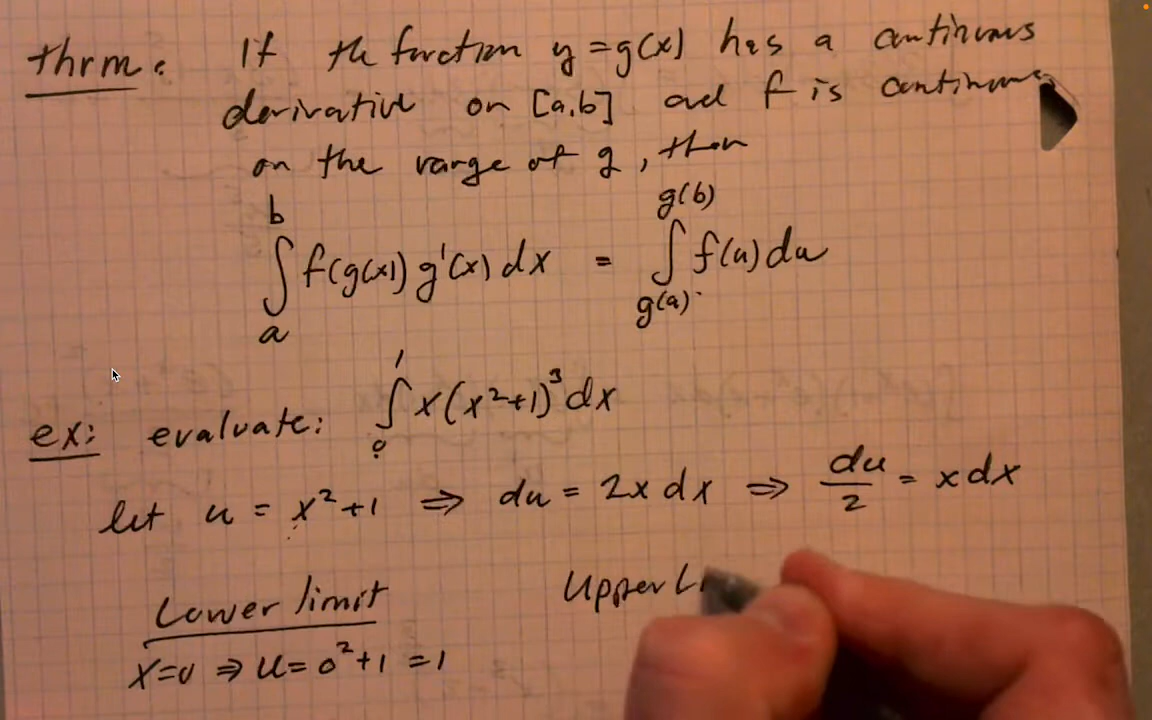 thrm: If the function y = g(x) has a continuous
derivative on [a,b] and f is continuous
on the range of g, then
b g(b)
∫ f(g(x)) g'(x) dx = ∫ f(u) du
a g(a)
1
ex: evaluate: ∫ x(x²+1)³ dx
0
let u = x²+1 ⇒ du = 2x dx ⇒ du/2 = x dx
Lower limit Upper Li
x=0 ⇒ u = 0²+1 = 1